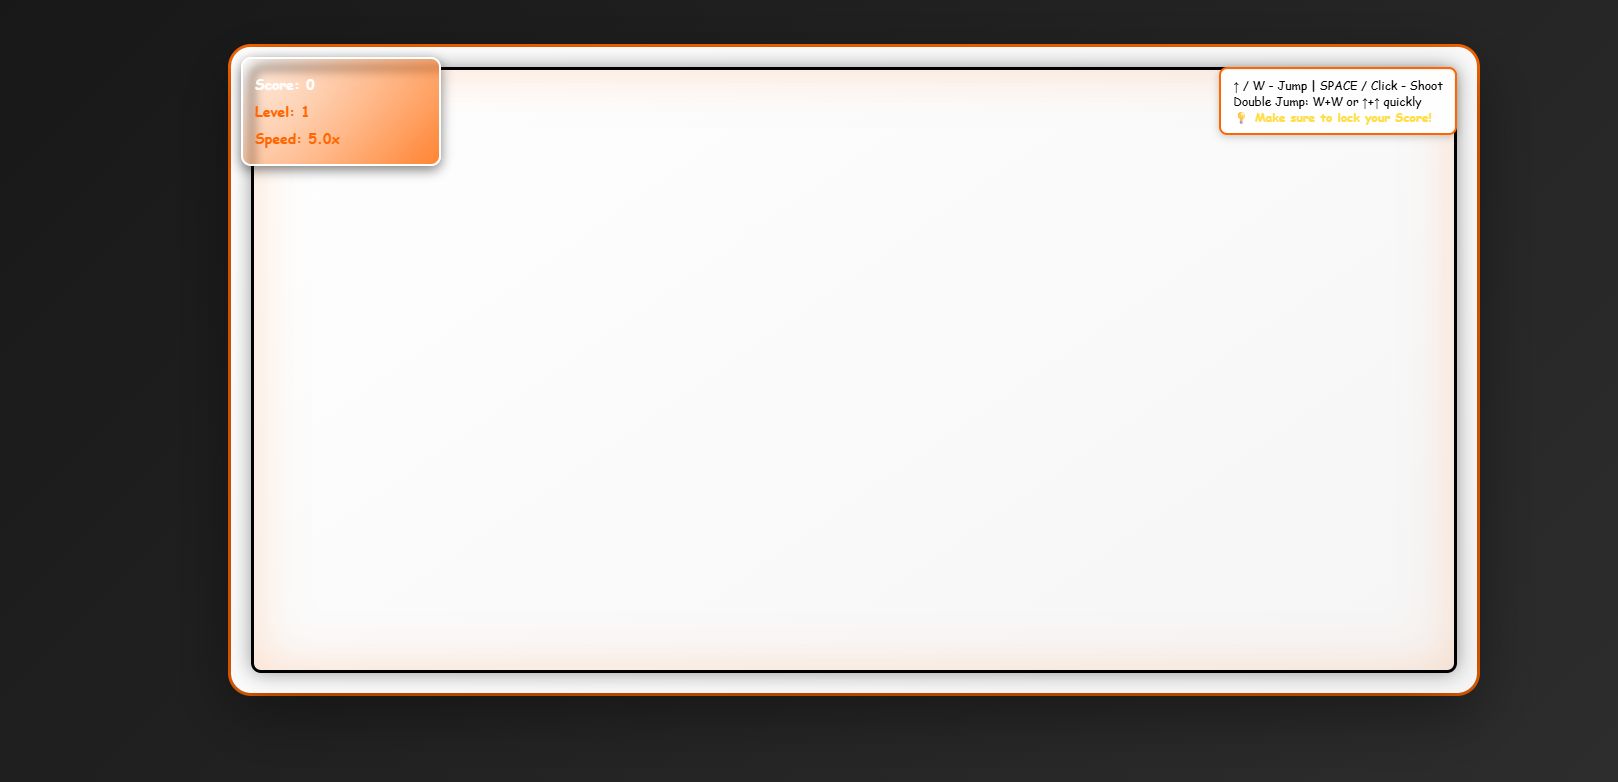 Score: 0
Level: 1
Speed: 5.0x
↑ / W - Jump | SPACE / Click - Shoot
Double Jump: W+W or ↑+↑ quickly
💡 Make sure to lock your Score!